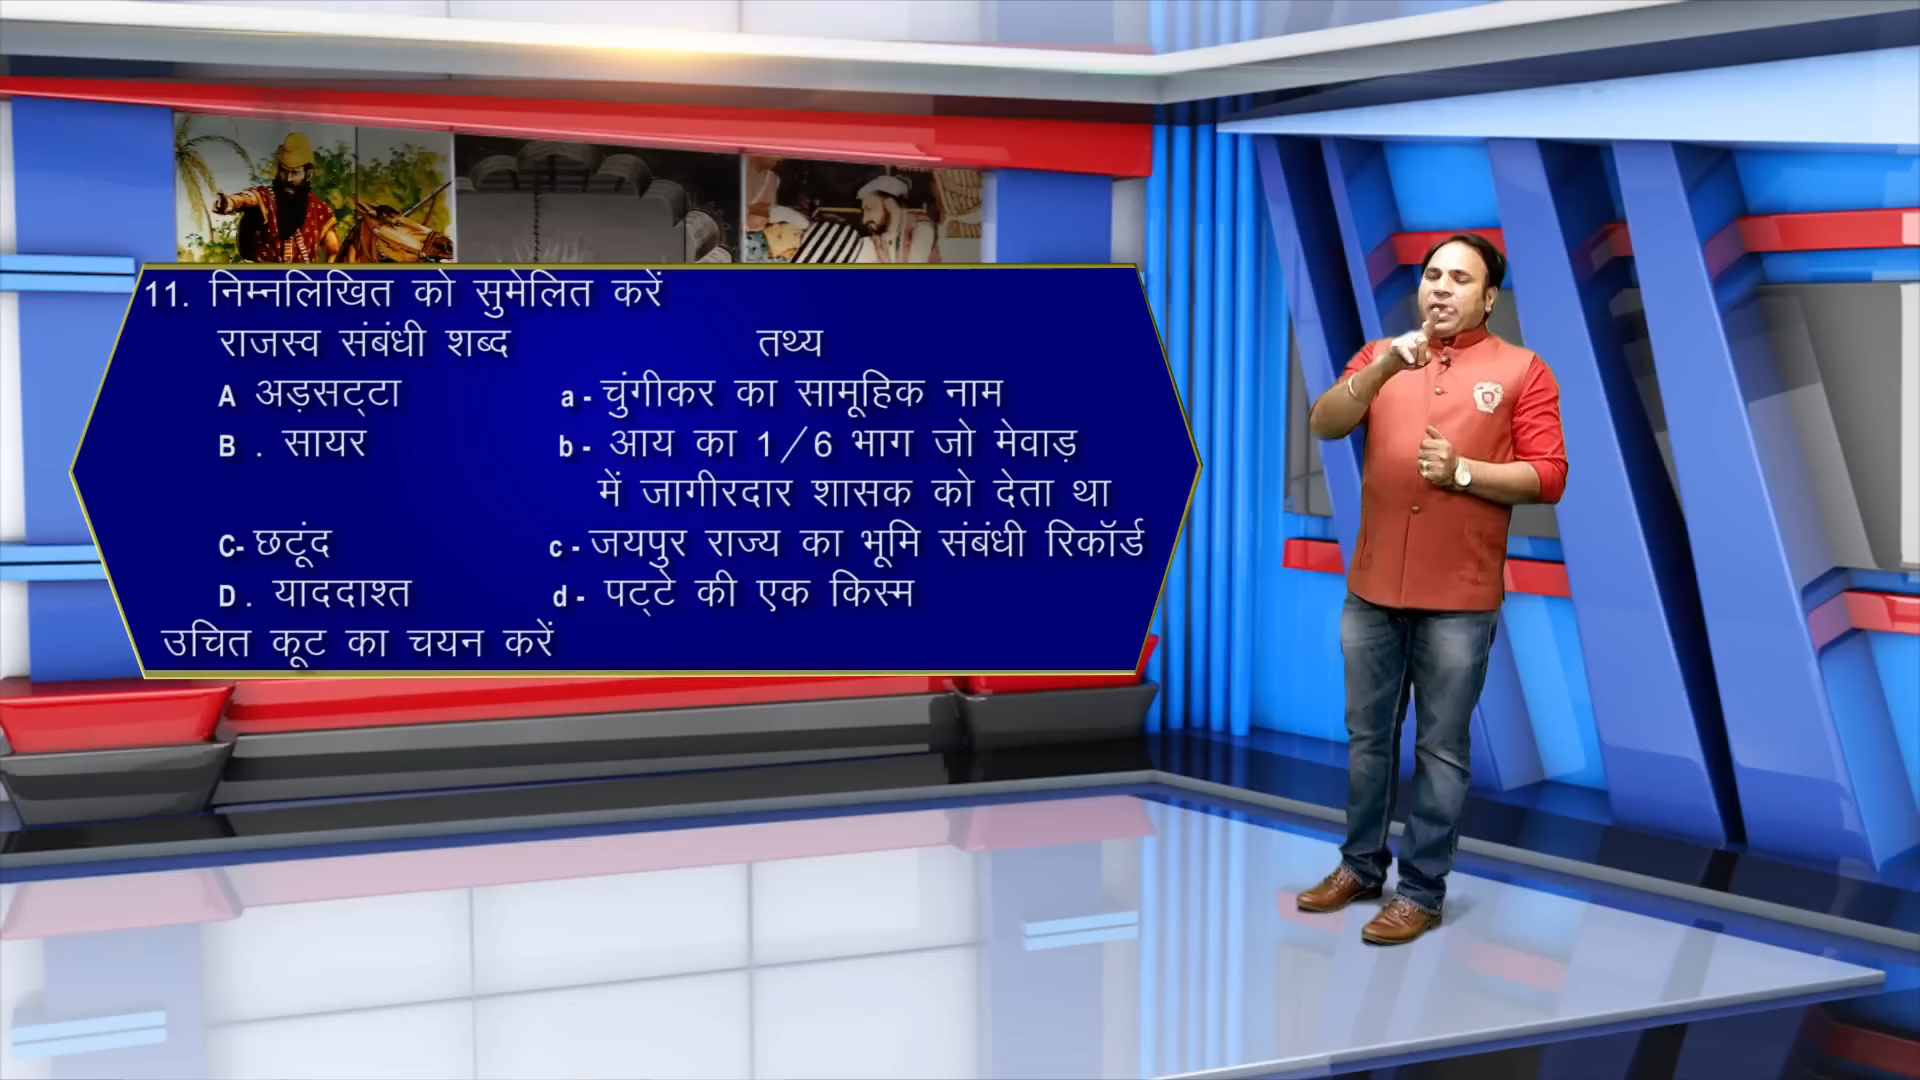 11. निम्नलिखित को सुमेलित करें
राजस्व संबंधी शब्द तथ्य
A अड़सट्टा a - चुंगीकर का सामूहिक नाम
B . सायर b - आय का 1/6 भाग जो मेवाड़
में जागीरदार शासक को देता था
C- छटूंद c - जयपुर राज्य का भूमि संबंधी रिकॉर्ड
D . याददाश्त d - पट्टे की एक किस्म
उचित कूट का चयन करें